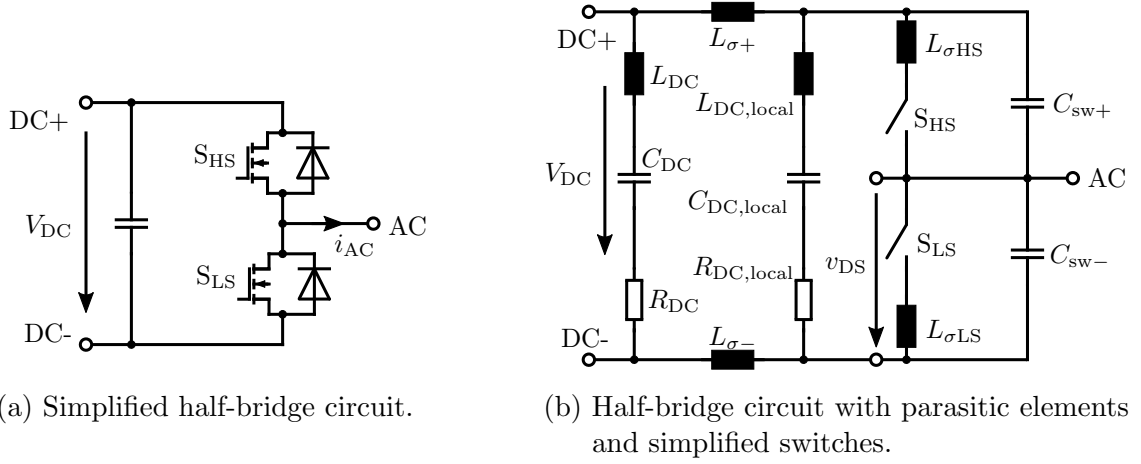 DC+
V_DC
DC-
S_HS
S_LS
i_AC
AC
(a) Simplified half-bridge circuit.
DC+
L_σ+
L_DC
L_DC,local
L_σHS
S_HS
C_sw+
V_DC
C_DC
C_DC,local
AC
S_LS
v_DS
C_sw−
R_DC
R_DC,local
L_σLS
DC-
L_σ−
(b) Half-bridge circuit with parasitic elements
and simplified switches.